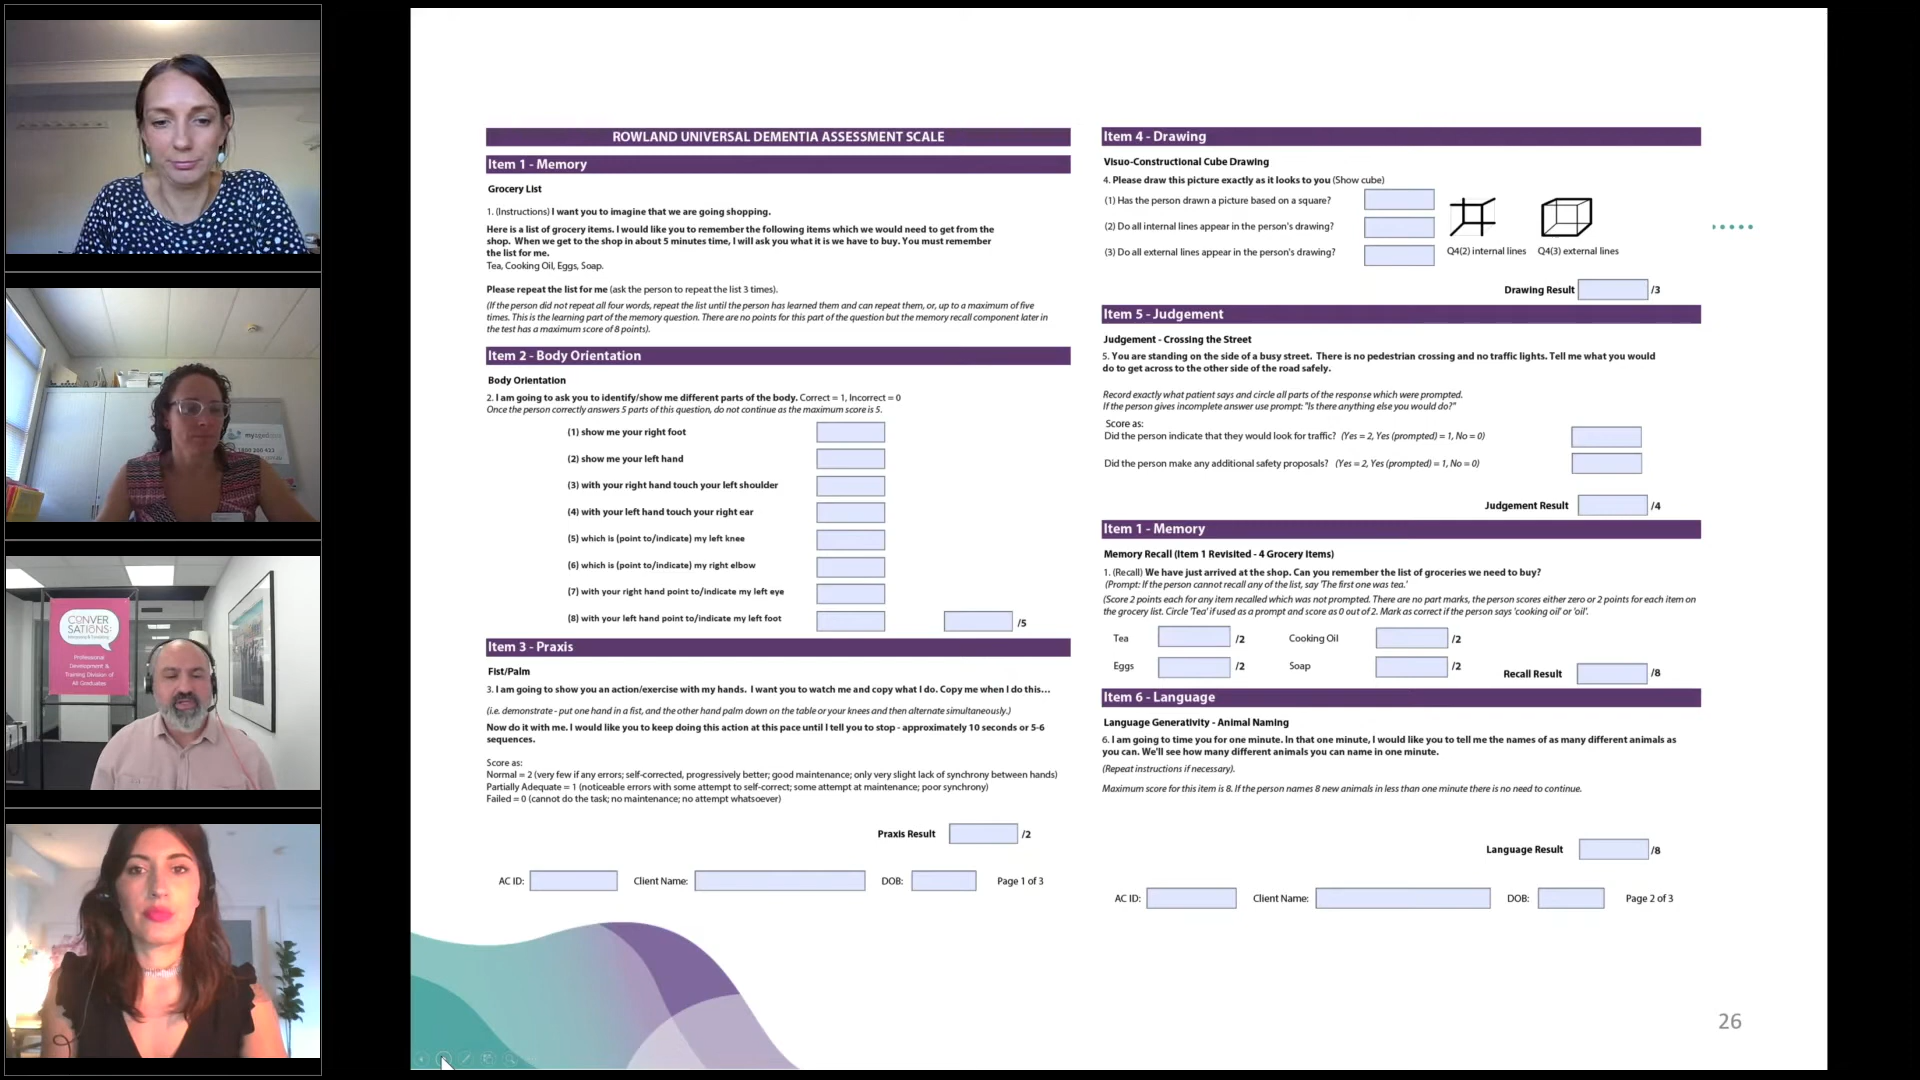 my aged care
1800 200 422
CONVER
SATIONS:
Professional
Development &
Training Division of
All Graduates
ROWLAND UNIVERSAL DEMENTIA ASSESSMENT SCALE
Item 1 - Memory
Grocery List
1. (Instructions) I want you to imagine that we are going shopping.
Here is a list of grocery items. I would like you to remember the following items which we would need to get from the
shop. When we get to the shop in about 5 minutes time, I will ask you what it is we have to buy. You must remember
the list for me.
Tea, Cooking Oil, Eggs, Soap.
Please repeat the list for me (ask the person to repeat the list 3 times).
(If the person did not repeat all four words, repeat the list until the person has learned them and can repeat them, or, up to a maximum of five
times. This is the learning part of the memory question. There are no points for this part of the question but the memory recall component later in
the test has a maximum score of 8 points).
Item 2 - Body Orientation
Body Orientation
2. I am going to ask you to identify/show me different parts of the body. Correct = 1, Incorrect = 0
Once the person correctly answers 5 parts of this question, do not continue as the maximum score is 5.
(1) show me your right foot
(2) show me your left hand
(3) with your right hand touch your left shoulder
(4) with your left hand touch your right ear
(5) which is (point to/indicate) my left knee
(6) which is (point to/indicate) my right elbow
(7) with your right hand point to/indicate my left eye
(8) with your left hand point to/indicate my left foot
/5
Item 3 - Praxis
Fist/Palm
3. I am going to show you an action/exercise with my hands. I want you to watch me and copy what I do. Copy me when I do this...
(i.e. demonstrate - put one hand in a fist, and the other hand palm down on the table or your knees and then alternate simultaneously.)
Now do it with me. I would like you to keep doing this action at this pace until I tell you to stop - approximately 10 seconds or 5-6
sequences.
Score as:
Normal = 2 (very few if any errors; self-corrected, progressively better; good maintenance; only very slight lack of synchrony between hands)
Partially Adequate = 1 (noticeable errors with some attempt to self-correct; some attempt at maintenance; poor synchrony)
Failed = 0 (cannot do the task; no maintenance; no attempt whatsoever)
Praxis Result /2
AC ID: Client Name: DOB: Page 1 of 3
Item 4 - Drawing
Visuo-Constructional Cube Drawing
4. Please draw this picture exactly as it looks to you (Show cube)
(1) Has the person drawn a picture based on a square?
(2) Do all internal lines appear in the person's drawing?
(3) Do all external lines appear in the person's drawing?
Q4(2) internal lines Q4(3) external lines
Drawing Result /3
Item 5 - Judgement
Judgement - Crossing the Street
5. You are standing on the side of a busy street. There is no pedestrian crossing and no traffic lights. Tell me what you would
do to get across to the other side of the road safely.
Record exactly what patient says and circle all parts of the response which were prompted.
If the person gives incomplete answer use prompt: "Is there anything else you would do?"
Score as:
Did the person indicate that they would look for traffic? (Yes = 2, Yes (prompted) = 1, No = 0)
Did the person make any additional safety proposals? (Yes = 2, Yes (prompted) = 1, No = 0)
Judgement Result /4
Item 1 - Memory
Memory Recall (Item 1 Revisited - 4 Grocery Items)
1. (Recall) We have just arrived at the shop. Can you remember the list of groceries we need to buy?
(Prompt: If the person cannot recall any of the list, say 'The first one was tea.'
(Score 2 points each for any item recalled which was not prompted. There are no part marks, the person scores either zero or 2 points for each item on
the grocery list. Circle 'Tea' if used as a prompt and score as 0 out of 2. Mark as correct if the person says 'cooking oil' or 'oil'.
Tea /2 Cooking Oil /2
Eggs /2 Soap /2
Recall Result /8
Item 6 - Language
Language Generativity - Animal Naming
6. I am going to time you for one minute. In that one minute, I would like you to tell me the names of as many different animals as
you can. We'll see how many different animals you can name in one minute.
(Repeat instructions if necessary).
Maximum score for this item is 8. If the person names 8 new animals in less than one minute there is no need to continue.
Language Result /8
AC ID: Client Name: DOB: Page 2 of 3
26